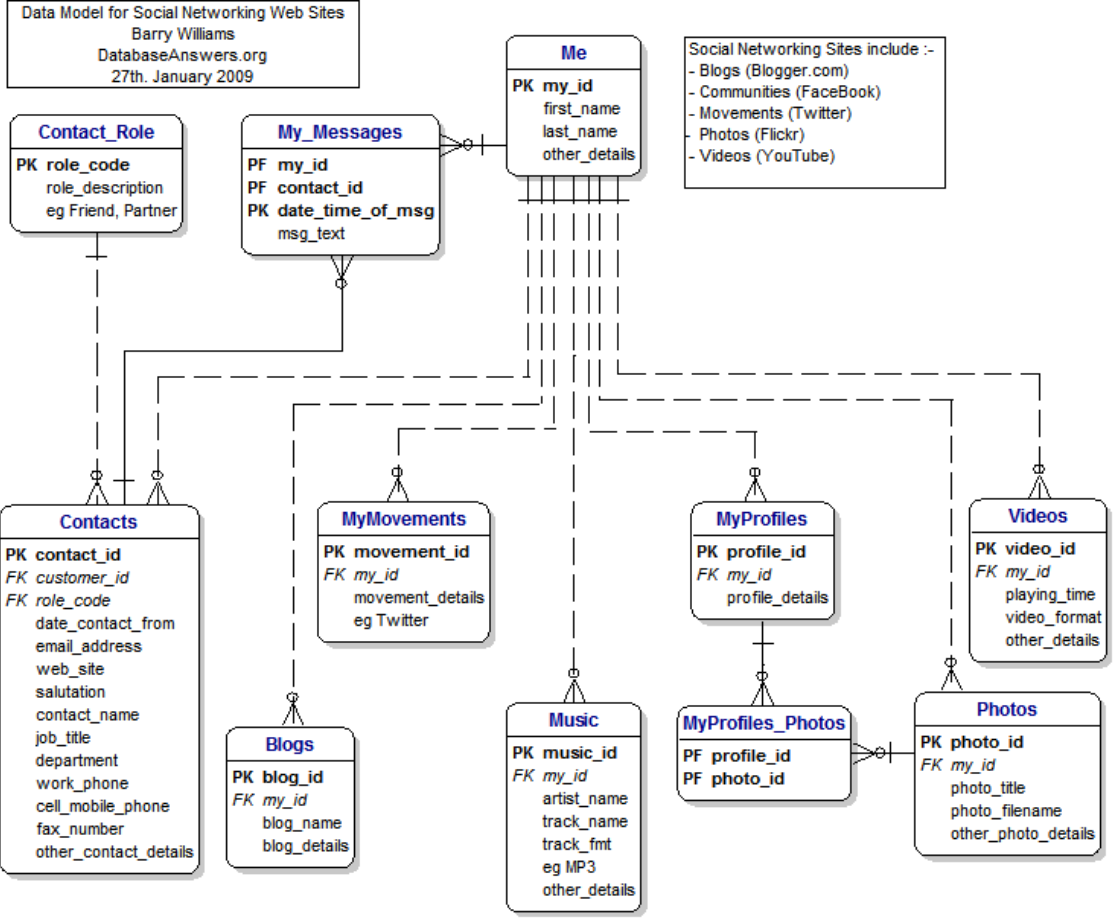 Data Model for Social Networking Web Sites
Barry Williams
DatabaseAnswers.org
27th. January 2009
Me
PK my_id
first_name
last_name
other_details
Social Networking Sites include :-
- Blogs (Blogger.com)
- Communities (FaceBook)
- Movements (Twitter)
- Photos (Flickr)
- Videos (YouTube)
Contact_Role
PK role_code
role_description
eg Friend, Partner
My_Messages
PF my_id
PF contact_id
PK date_time_of_msg
msg_text
Contacts
PK contact_id
FK customer_id
FK role_code
date_contact_from
email_address
web_site
salutation
contact_name
job_title
department
work_phone
cell_mobile_phone
fax_number
other_contact_details
MyMovements
PK movement_id
FK my_id
movement_details
eg Twitter
MyProfiles
PK profile_id
FK my_id
profile_details
Videos
PK video_id
FK my_id
playing_time
video_format
other_details
Blogs
PK blog_id
FK my_id
blog_name
blog_details
Music
PK music_id
FK my_id
artist_name
track_name
track_fmt
eg MP3
other_details
MyProfiles_Photos
PF profile_id
PF photo_id
Photos
PK photo_id
FK my_id
photo_title
photo_filename
other_photo_details